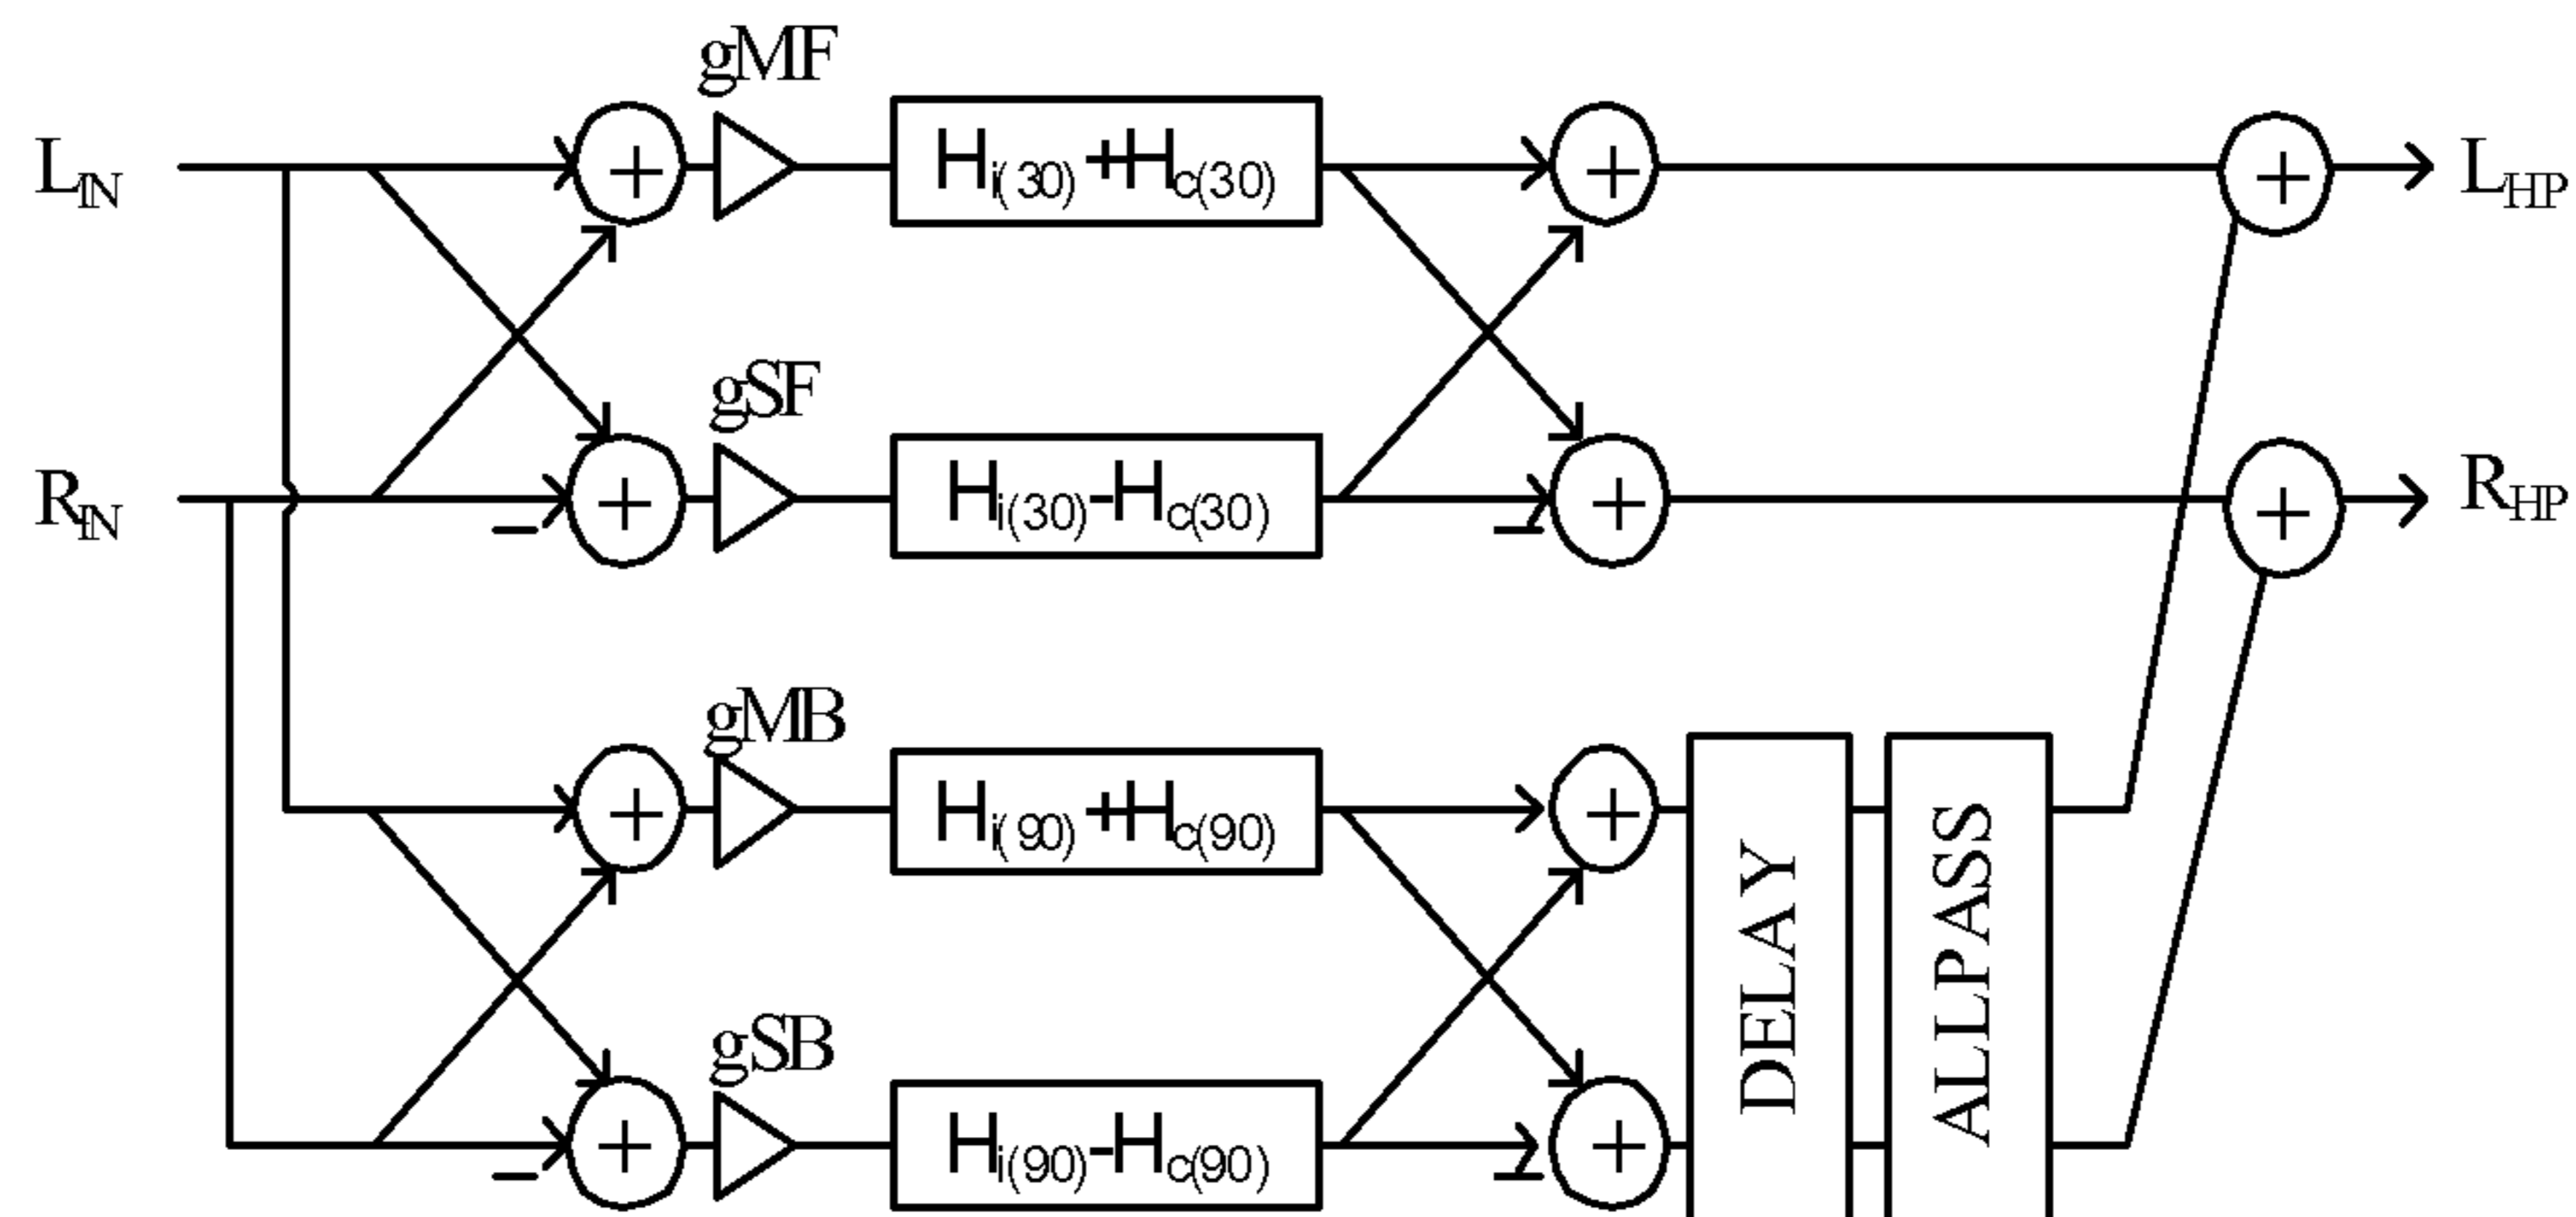 gMF
L_IN
+
H_i(30)+H_c(30)
+
+
L_HP
gSF
R_IN
−
+
H_i(30)-H_c(30)
−
+
+
R_HP
gMB
+
H_i(90)+H_c(90)
+
DELAY
ALLPASS
gSB
−
+
H_i(90)-H_c(90)
−
+